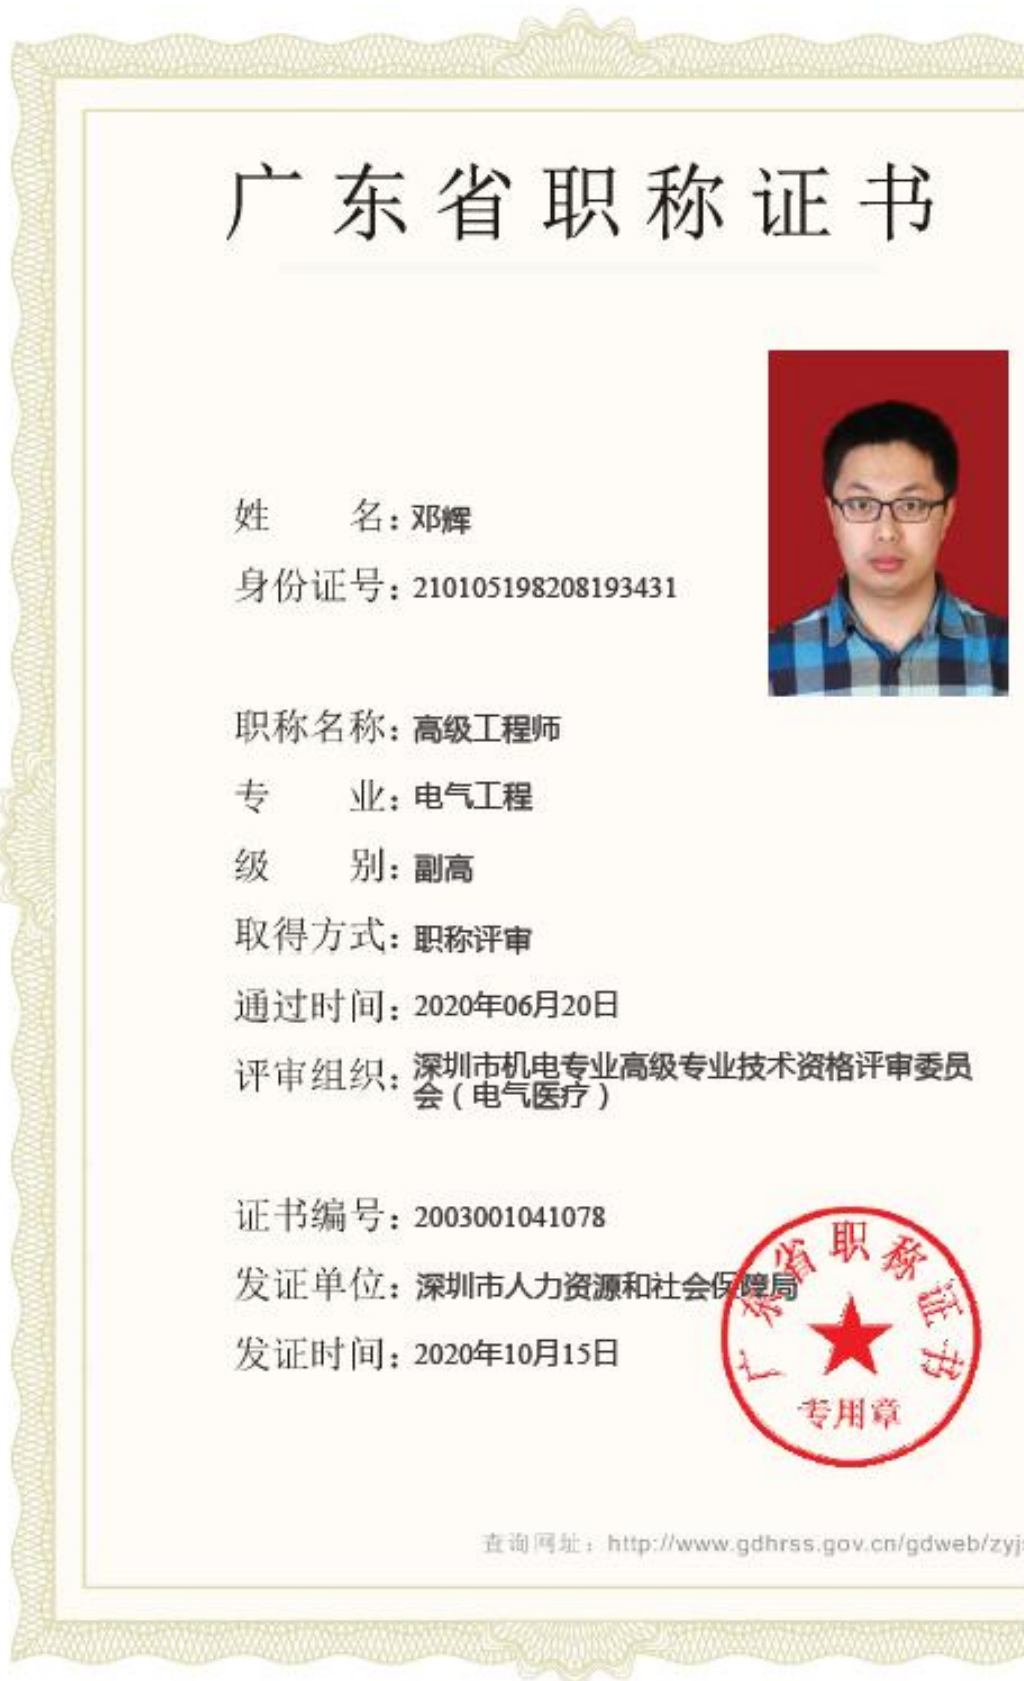 广东省职称证书
姓 名：邓辉
身份证号：210105198208193431
职称名称：高级工程师
专 业：电气工程
级 别：副高
取得方式：职称评审
通过时间：2020年06月20日
评审组织：深圳市机电专业高级专业技术资格评审委员
会（电气医疗）
证书编号：2003001041078
发证单位：深圳市人力资源和社会保障局
发证时间：2020年10月15日
广东省职称证书
专用章
查询网址：http://www.gdhrss.gov.cn/gdweb/zyjs